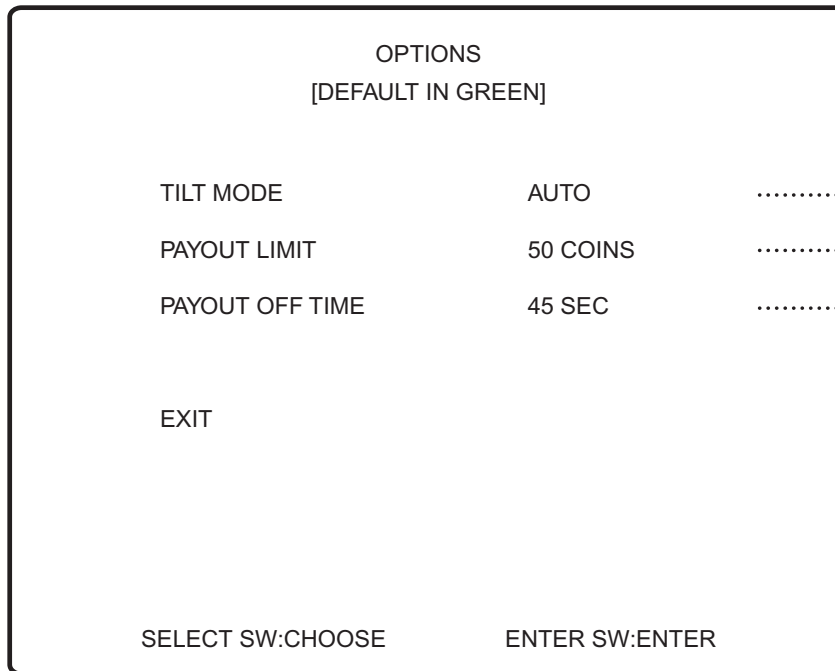 OPTIONS
[DEFAULT IN GREEN]
TILT MODE AUTO ..........
PAYOUT LIMIT 50 COINS ..........
PAYOUT OFF TIME 45 SEC ..........
EXIT
SELECT SW:CHOOSE ENTER SW:ENTER